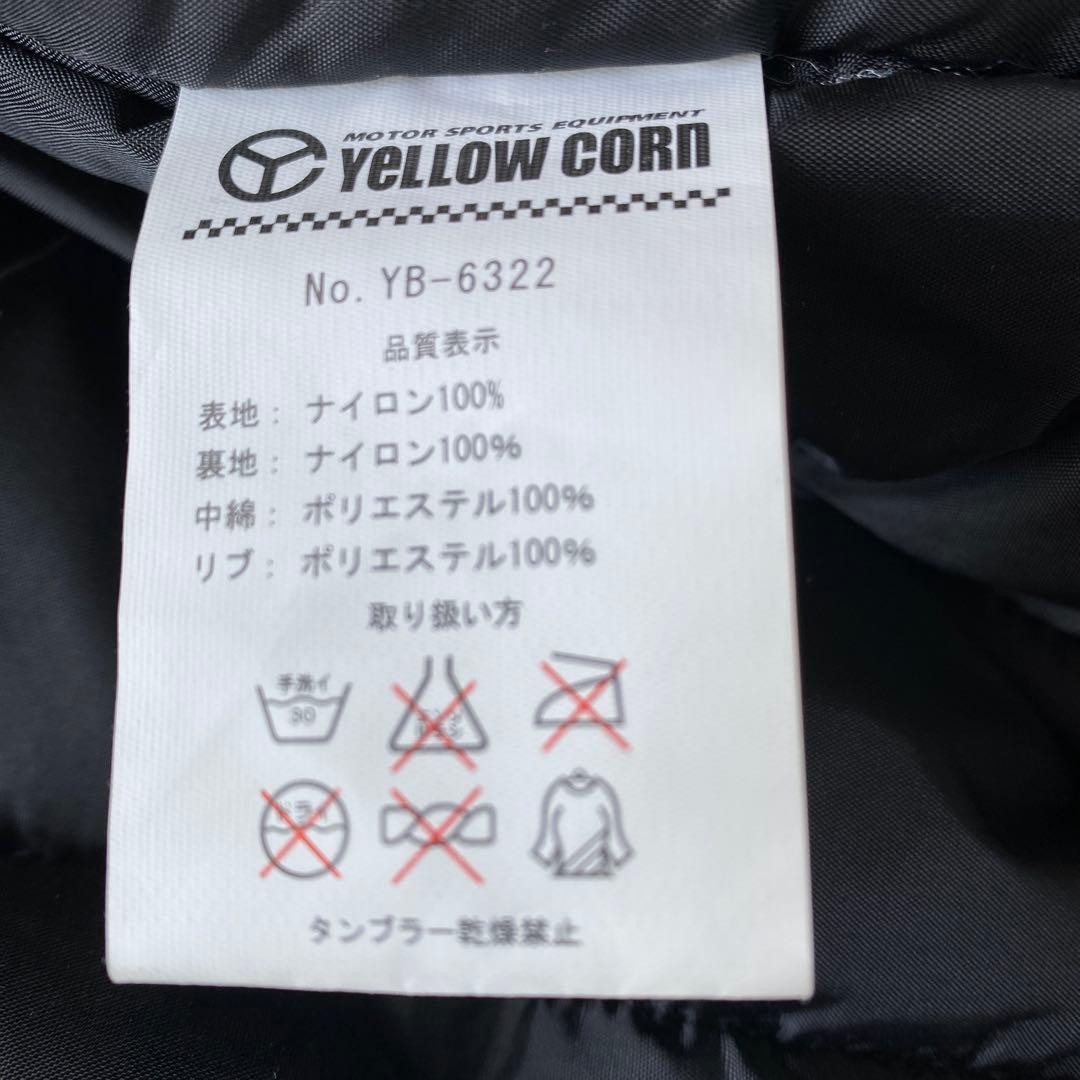 MOTOR SPORTS EQUIPMENT
YeLLOW CORn
No. YB-6322
品質表示
表地: ナイロン100%
裏地: ナイロン100%
中綿: ポリエステル100%
リブ: ポリエステル100%
取り扱い方
手洗イ
30
ドライ
タンブラー乾燥禁止